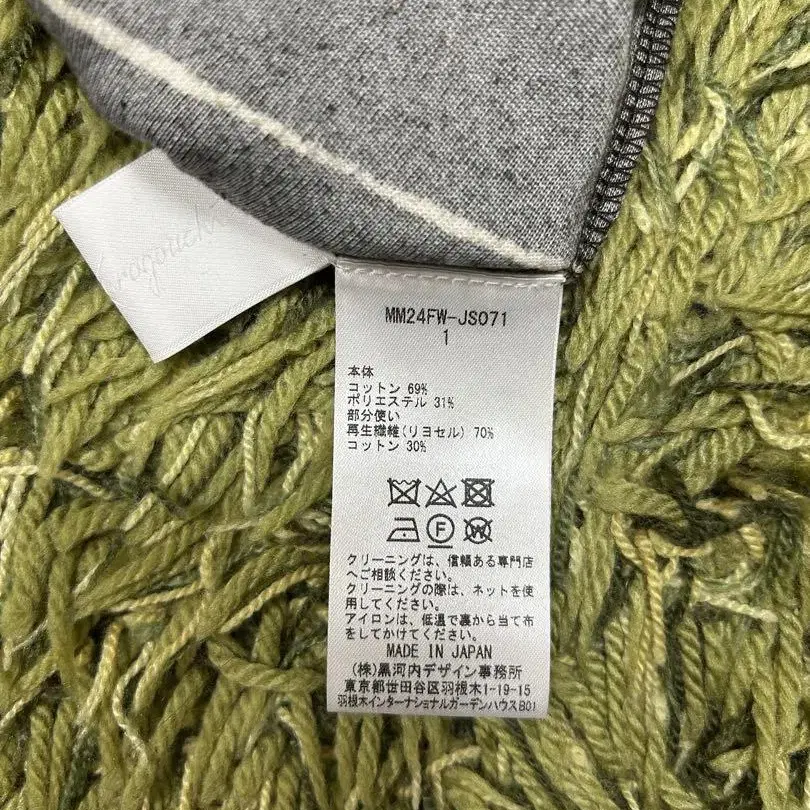 MM24FW-JS071
1
本体
コットン 69%
ポリエステル 31%
部分使い
再生繊維(リヨセル) 70%
コットン 30%
F
W
クリーニングは、信頼ある専門店
へご相談ください。
クリーニングの際は、ネットを使
用してください。
アイロンは、低温で裏から当て布
をしてかけてください。
MADE IN JAPAN
(株)黒河内デザイン事務所
東京都世田谷区羽根木1-19-15
羽根木インターナショナルガーデンハウスB01